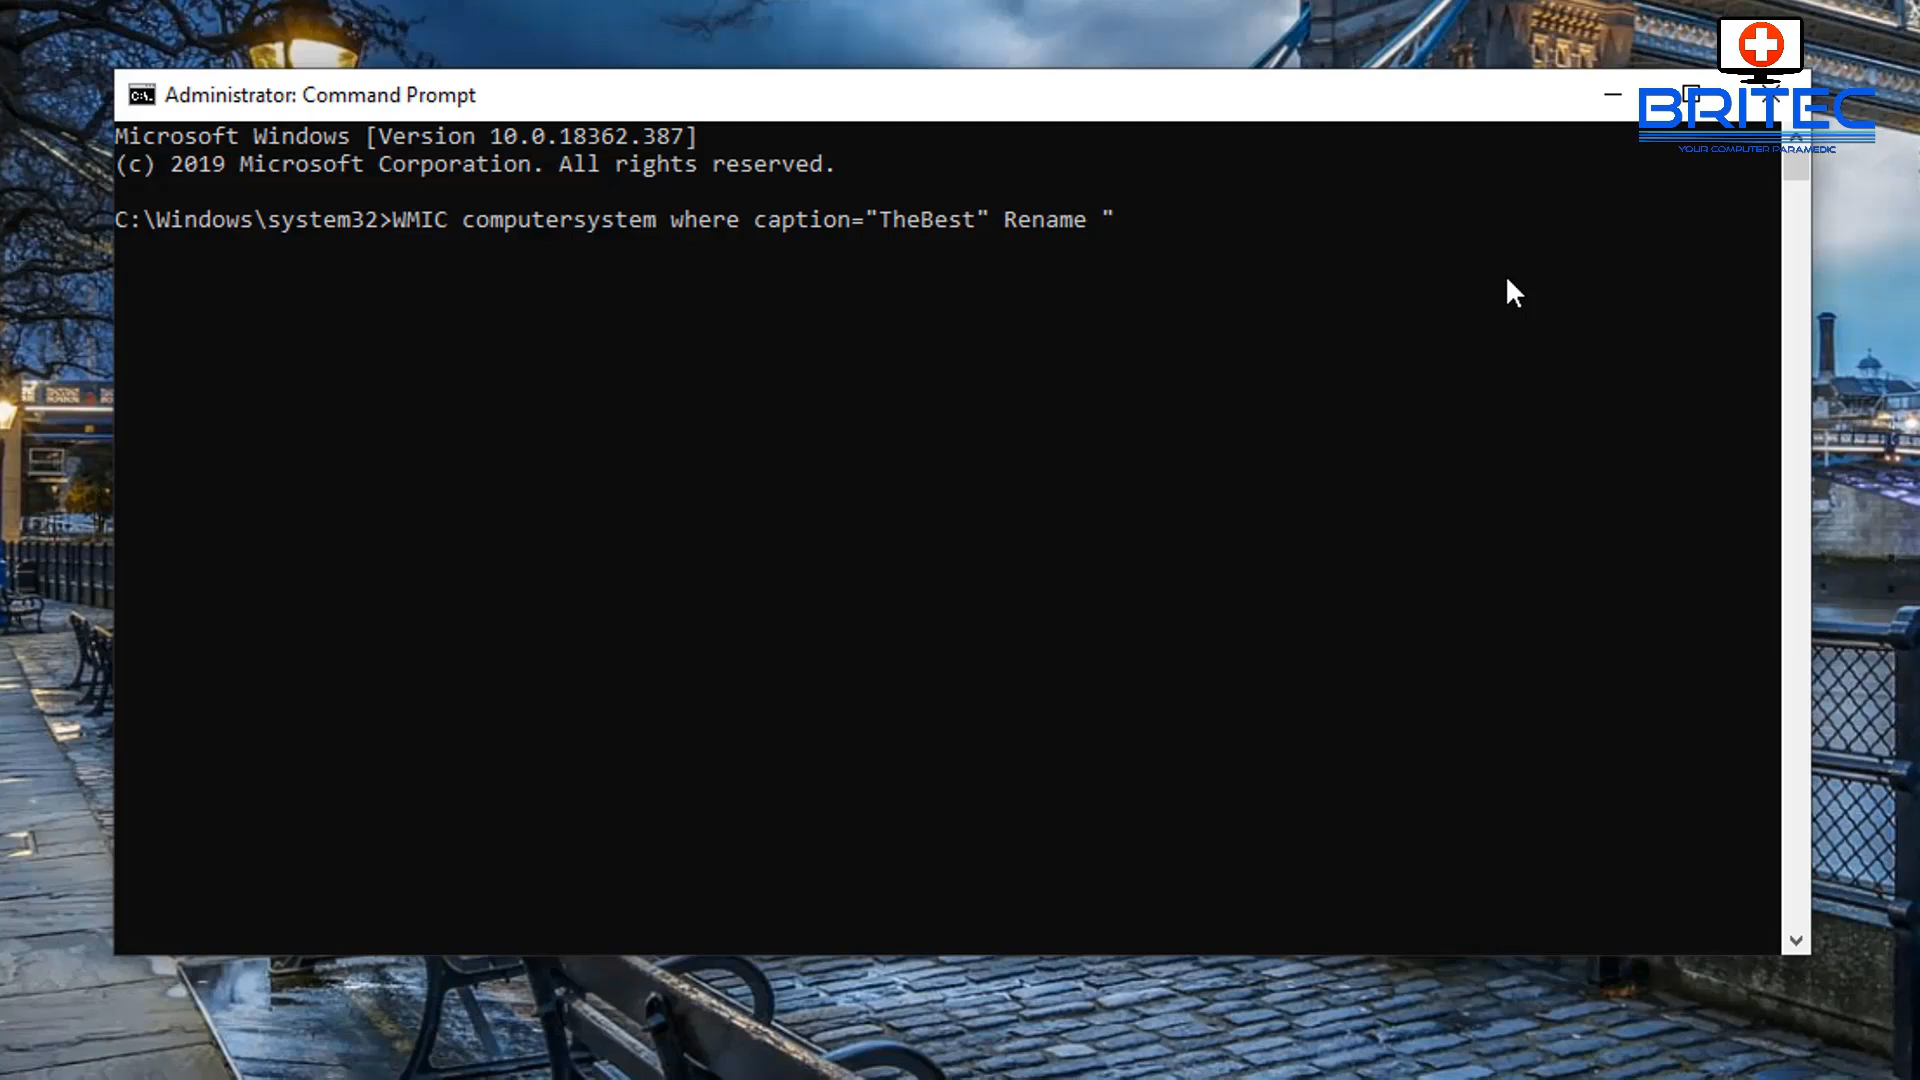 BRITEC
YOUR COMPUTER PARAMEDIC
C:\. Administrator: Command Prompt
Microsoft Windows [Version 10.0.18362.387]
(c) 2019 Microsoft Corporation. All rights reserved.
C:\Windows\system32>WMIC computersystem where caption="TheBest" Rename "